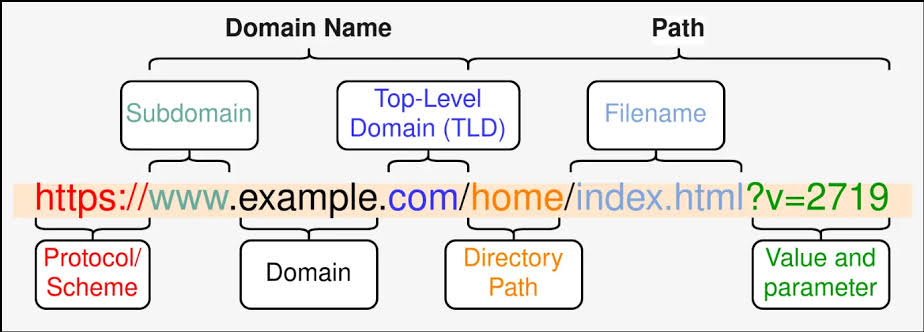 Domain Name
Path
Subdomain
Top-Level
Domain (TLD)
Filename
https://www.example.com/home/index.html?v=2719
Protocol/
Scheme
Domain
Directory
Path
Value and
parameter